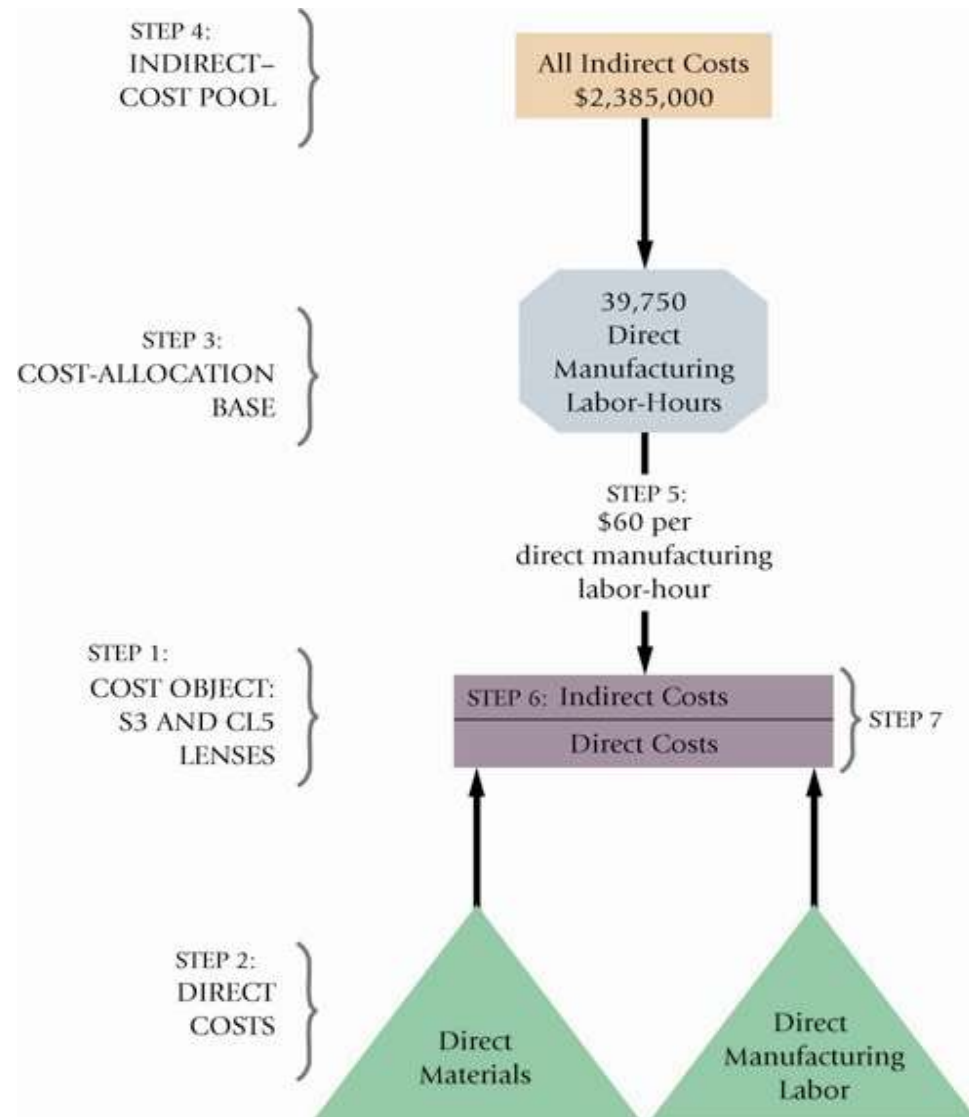 STEP 4:
INDIRECT–
COST POOL
All Indirect Costs
$2,385,000
STEP 3:
COST-ALLOCATION
BASE
39,750
Direct
Manufacturing
Labor-Hours
STEP 5:
$60 per
direct manufacturing
labor-hour
STEP 1:
COST OBJECT:
S3 AND CL5
LENSES
STEP 6: Indirect Costs
Direct Costs
STEP 7
STEP 2:
DIRECT
COSTS
Direct
Materials
Direct
Manufacturing
Labor